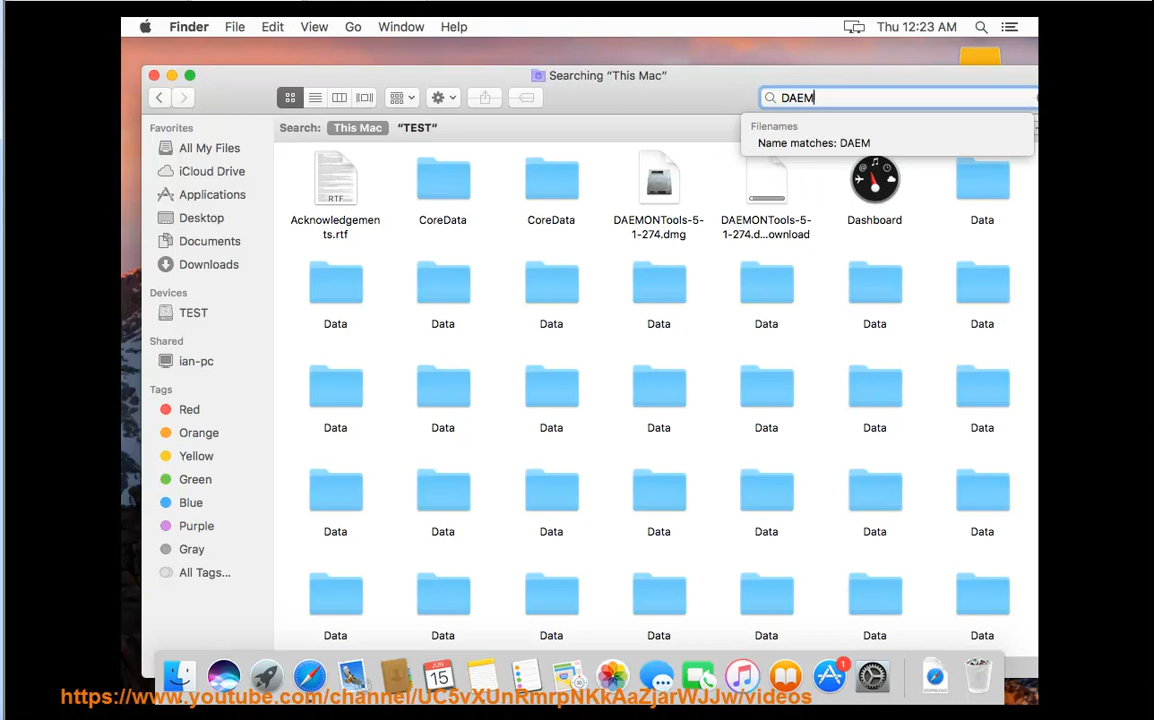 Finder File Edit View Go Window Help Thu 12:23 AM
Searching “This Mac”
DAEM
Filenames
Name matches: DAEM
Search: This Mac “TEST”
Favorites
All My Files
iCloud Drive
Applications
Desktop
Documents
Downloads
Devices
TEST
Shared
ian-pc
Tags
Red
Orange
Yellow
Green
Blue
Purple
Gray
All Tags...
RTF
Acknowledgemen
ts.rtf
CoreData
CoreData
DAEMONTools-5-
1-274.dmg
DAEMONTools-5-
1-274.d...ownload
Dashboard
Data
Data Data Data Data Data Data Data
Data Data Data Data Data Data Data
Data Data Data Data Data Data Data
Data Data Data Data Data Data Data
JUN
15
1
https://www.youtube.com/channel/UC5vXUnRmrpNKkAaZjarWJJw/videos